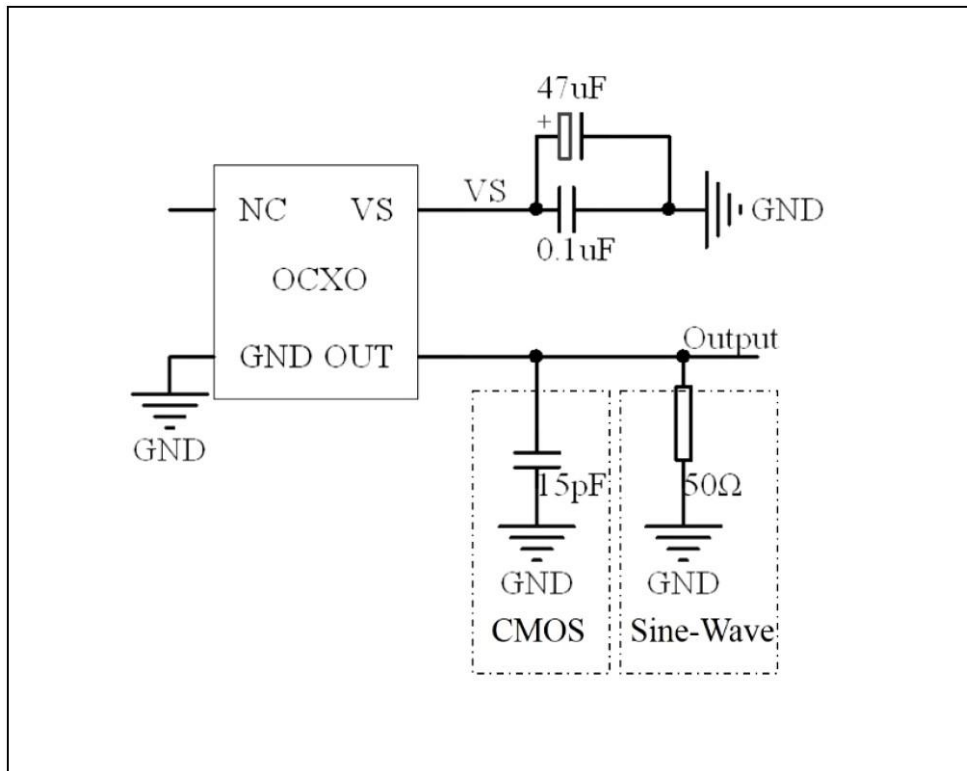 47uF
+
VS
NC VS
GND
0.1uF
OCXO
Output
GND OUT
GND
15pF
50Ω
GND
GND
CMOS
Sine-Wave